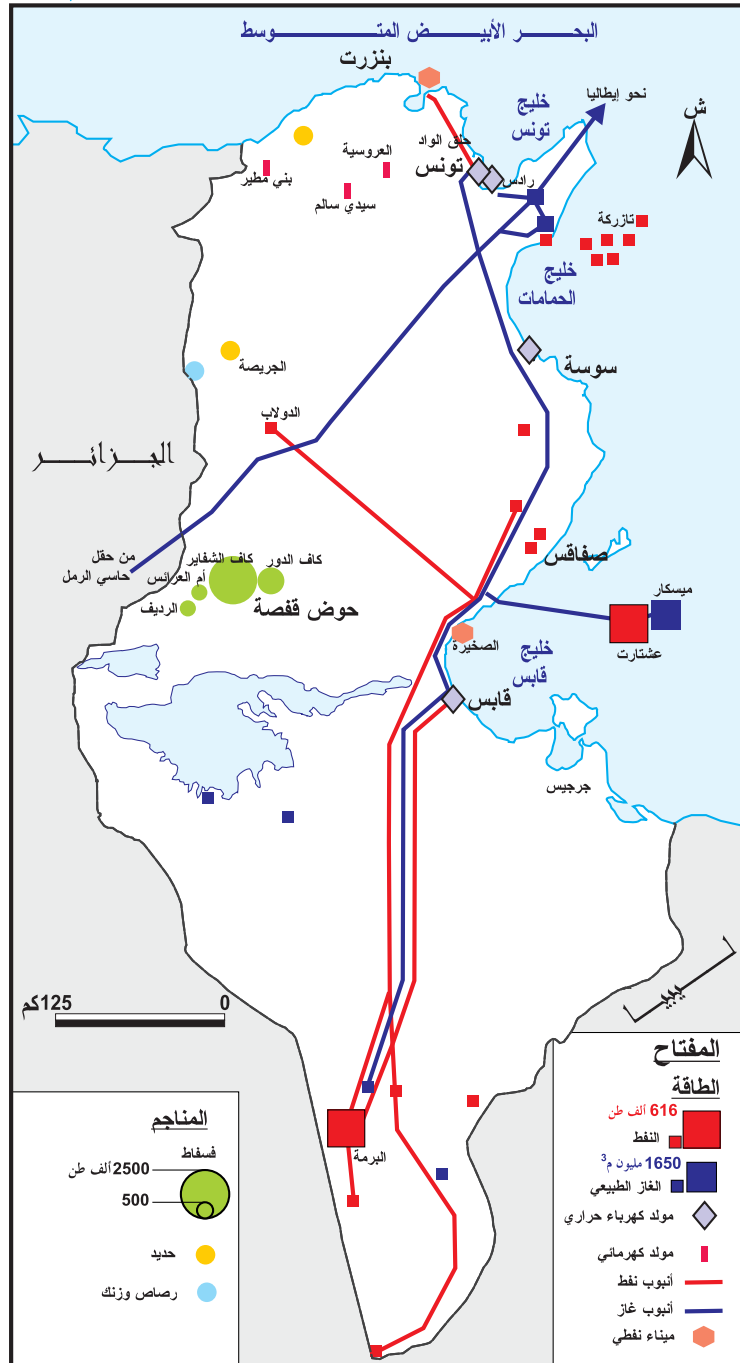 البحر الأبيض المتوسط
بنزرت
نحو إيطاليا
خليج
تونس
ش
حلق الواد
تونس
رادس
العروسية
بني مطير
سيدي سالم
تازركة
خليج
الحمامات
سوسة
الجريصة
الدولاب
الجزائر
صفاقس
من حقل
حاسي الرمل
كاف الدور
كاف الشفاير
أم العرائس
الرديف
حوض قفصة
ميسكار
عشتارت
الصخيرة
خليج
قابس
قابس
جرجيس
125كم
0
ليبيا
البرمة
المفتاح
الطاقة
616 ألف طن
النفط
1650 مليون م³
الغاز الطبيعي
مولد كهرباء حراري
مولد كهرمائي
أنبوب نفط
أنبوب غاز
ميناء نفطي
المناجم
فسفاط
2500 ألف طن
500
حديد
رصاص وزنك